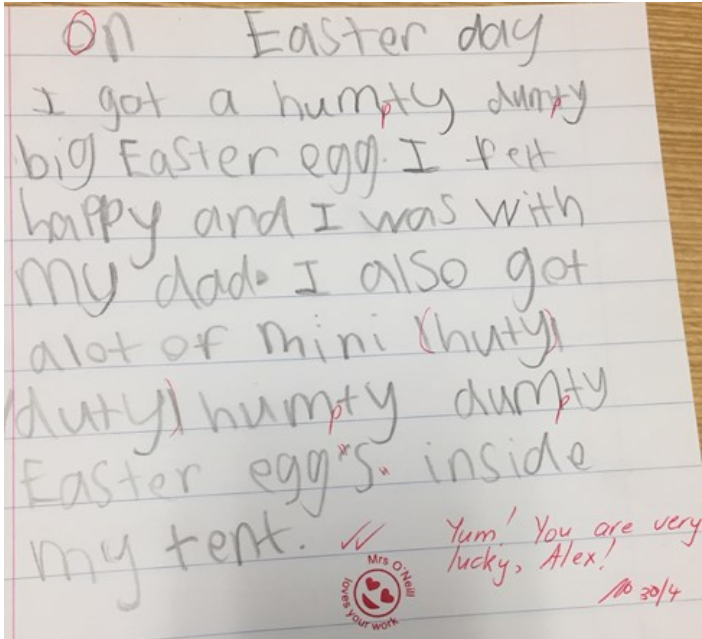 On Easter day
I got a humpty dumpty
big Easter egg. I felt
happy and I was with
my dad. I also got
alot of mini (huty)
(duty) humpty dumpty
Easter egg"s" inside
my tent.
Yum! You are very
lucky, Alex!
30/4
Mrs O'Neill
loves your work